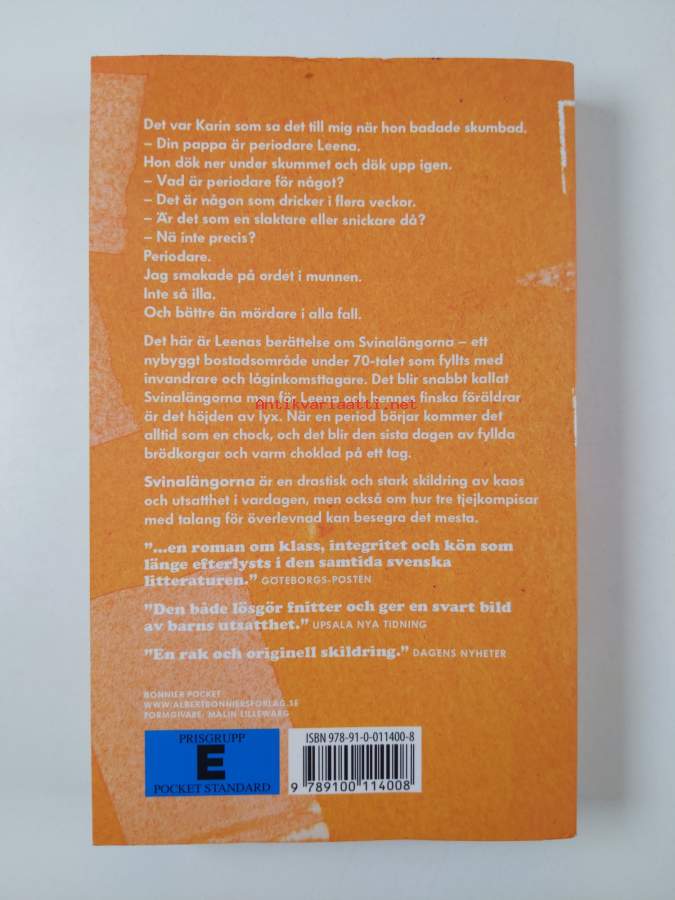 Det var Karin som sa det till mig när hon badade skumbad.
– Din pappa är periodare Leena.
Hon dök ner under skummet och dök upp igen.
– Vad är periodare för något?
– Det är någon som dricker i flera veckor.
– Är det som en slaktare eller snickare då?
– Nä inte precis?
Periodare.
Jag smakade på ordet i munnen.
Inte så illa.
Och bättre än mördare i alla fall.
Det här är Leenas berättelse om Svinalängorna – ett
nybyggt bostadsområde under 70-talet som fyllts med
invandrare och låginkomsttagare. Det blir snabbt kallat
Svinalängorna men för Leena och hennes finska föräldrar
Antikvariaatti.net
är det höjden av lyx. När en period börjar kommer det
alltid som en chock, och det blir den sista dagen av fyllda
brödkorgar och varm choklad på ett tag.
Svinalängorna är en drastisk och stark skildring av kaos
och utsatthet i vardagen, men också om hur tre tjejkompisar
med talang för överlevnad kan besegra det mesta.
”...en roman om klass, integritet och kön som
länge efterlysts i den samtida svenska
litteraturen.” GÖTEBORGS-POSTEN
”Den både lösgör fnitter och ger en svart bild
av barns utsatthet.” UPSALA NYA TIDNING
”En rak och originell skildring.” DAGENS NYHETER
BONNIER POCKET
WWW.ALBERTBONNIERSFORLAG.SE
FORMGIVARE: MALIN LILLEWARG
PRISGRUPP
E
POCKET STANDARD
ISBN 978-91-0-011400-8
9 789100 114008